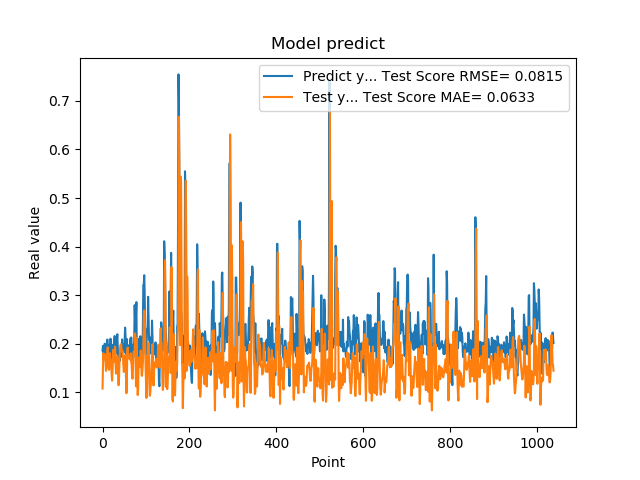 Model predict
Predict y... Test Score RMSE= 0.0815
Test y... Test Score MAE= 0.0633
0.7
0.6
0.5
0.4
0.3
0.2
0.1
Real value
0 200 400 600 800 1000
Point